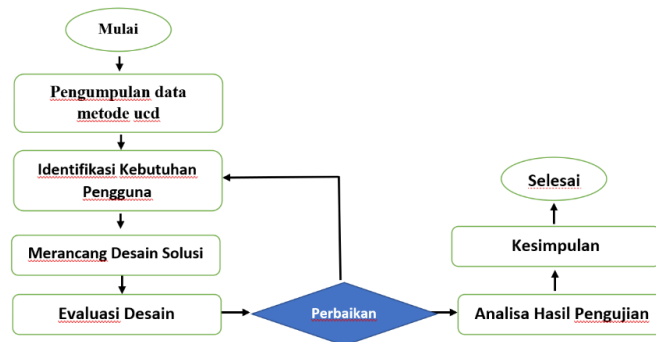 Mulai
Pengumpulan data
metode ucd
Identifikasi Kebutuhan
Pengguna
Merancang Desain Solusi
Evaluasi Desain
Perbaikan
Analisa Hasil Pengujian
Kesimpulan
Selesai